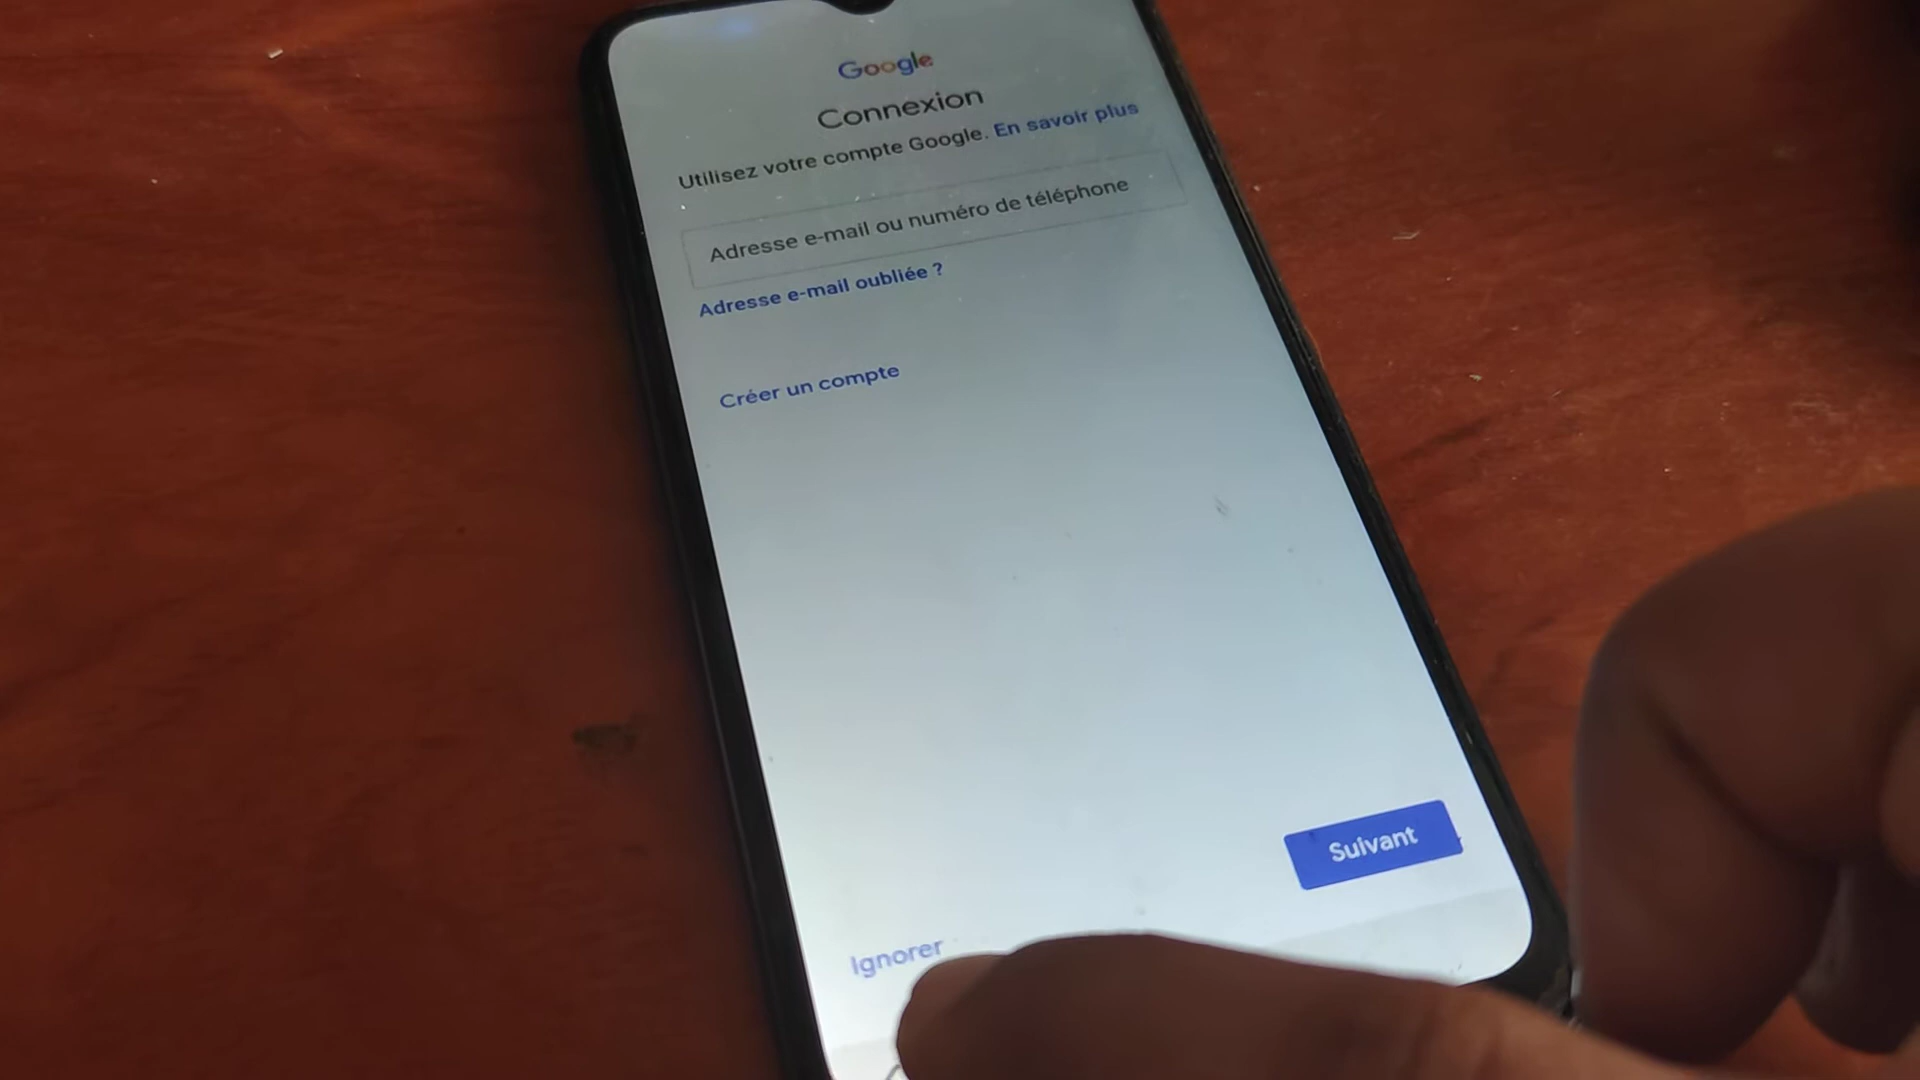 Google
Connexion
Utilisez votre compte Google. En savoir plus
Adresse e-mail ou numéro de téléphone
Adresse e-mail oubliée ?
Créer un compte
Suivant
Ignorer